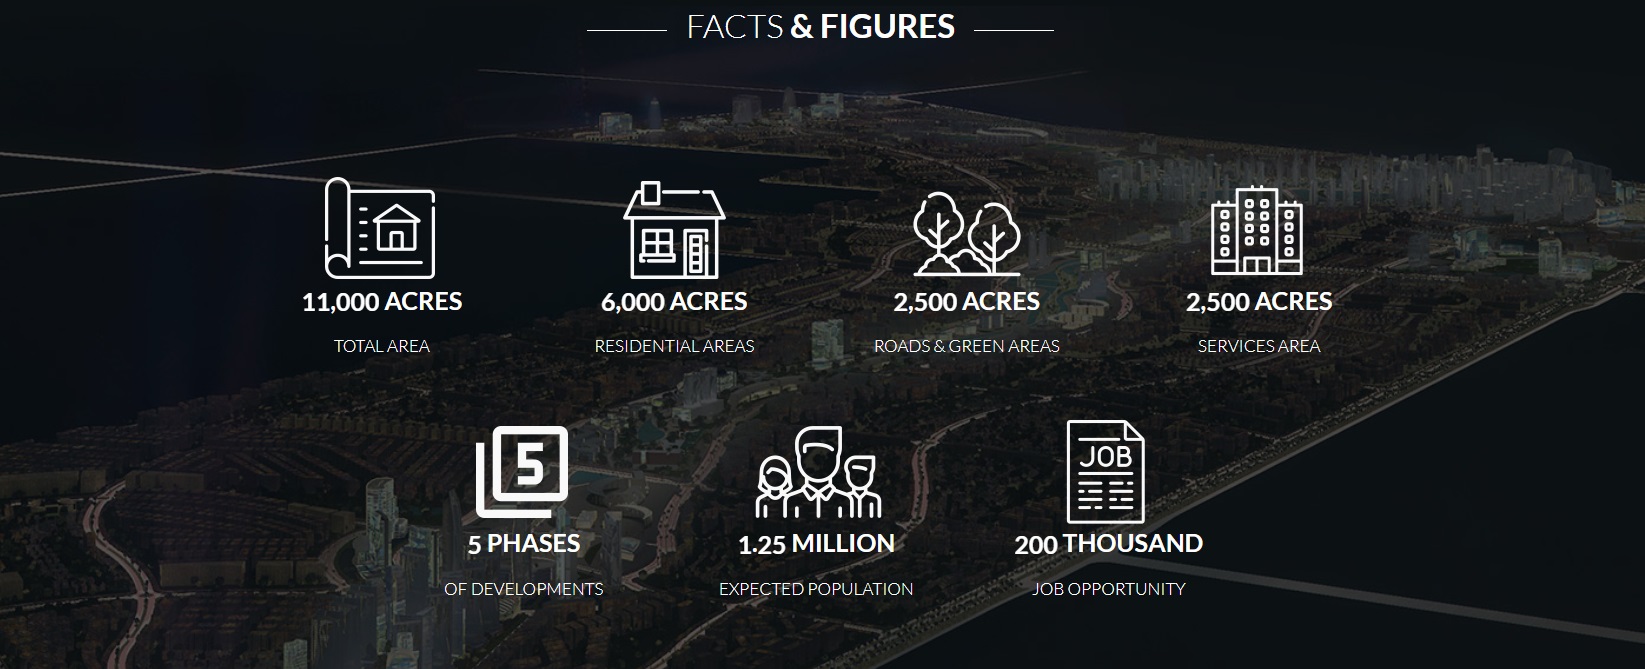 FACTS & FIGURES
11,000 ACRES
TOTAL AREA
6,000 ACRES
RESIDENTIAL AREAS
2,500 ACRES
ROADS & GREEN AREAS
2,500 ACRES
SERVICES AREA
5
5 PHASES
OF DEVELOPMENTS
1.25 MILLION
EXPECTED POPULATION
JOB
200 THOUSAND
JOB OPPORTUNITY